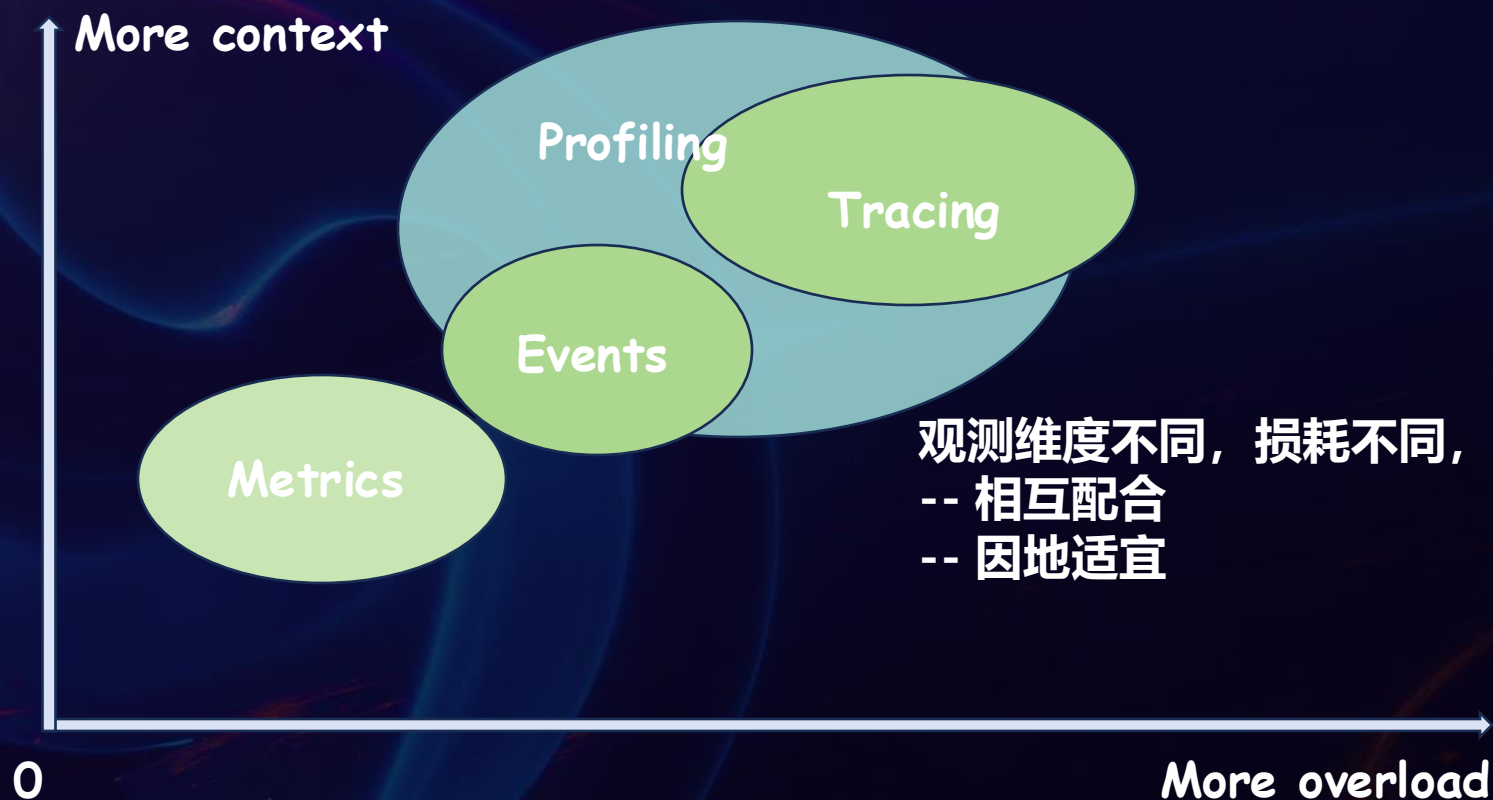 More context
Profiling
Tracing
Events
Metrics
观测维度不同，损耗不同，
-- 相互配合
-- 因地适宜
0
More overload